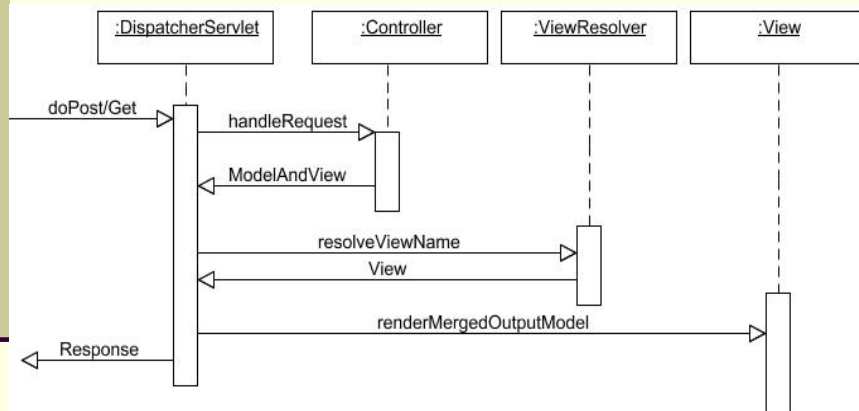 :DispatcherServlet
:Controller
:ViewResolver
:View
doPost/Get
handleRequest
ModelAndView
resolveViewName
View
renderMergedOutputModel
Response